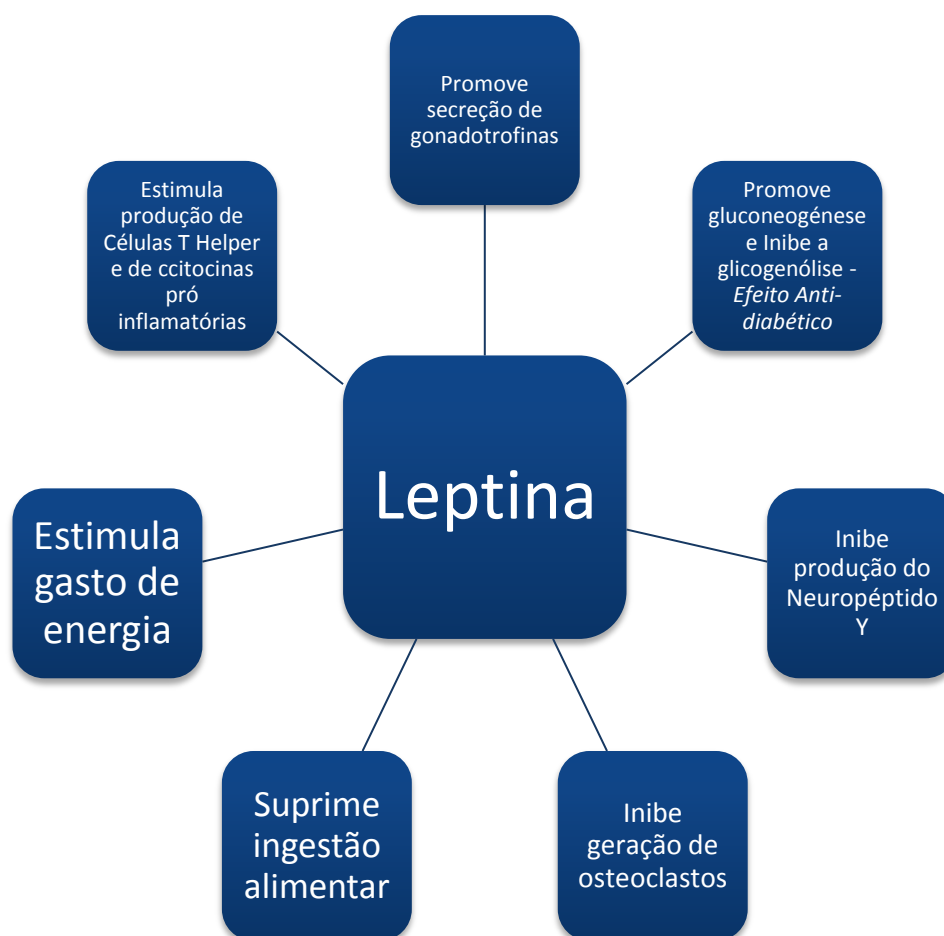 Promove
secreção de
gonadotrofinas
Estimula
produção de
Células T Helper
e de ccitocinas
pró
inflamatórias
Promove
gluconeogénese
e Inibe a
glicogenólise -
Efeito Anti-
diabético
Leptina
Estimula
gasto de
energia
Inibe
produção do
Neuropéptido
Y
Suprime
ingestão
alimentar
Inibe
geração de
osteoclastos